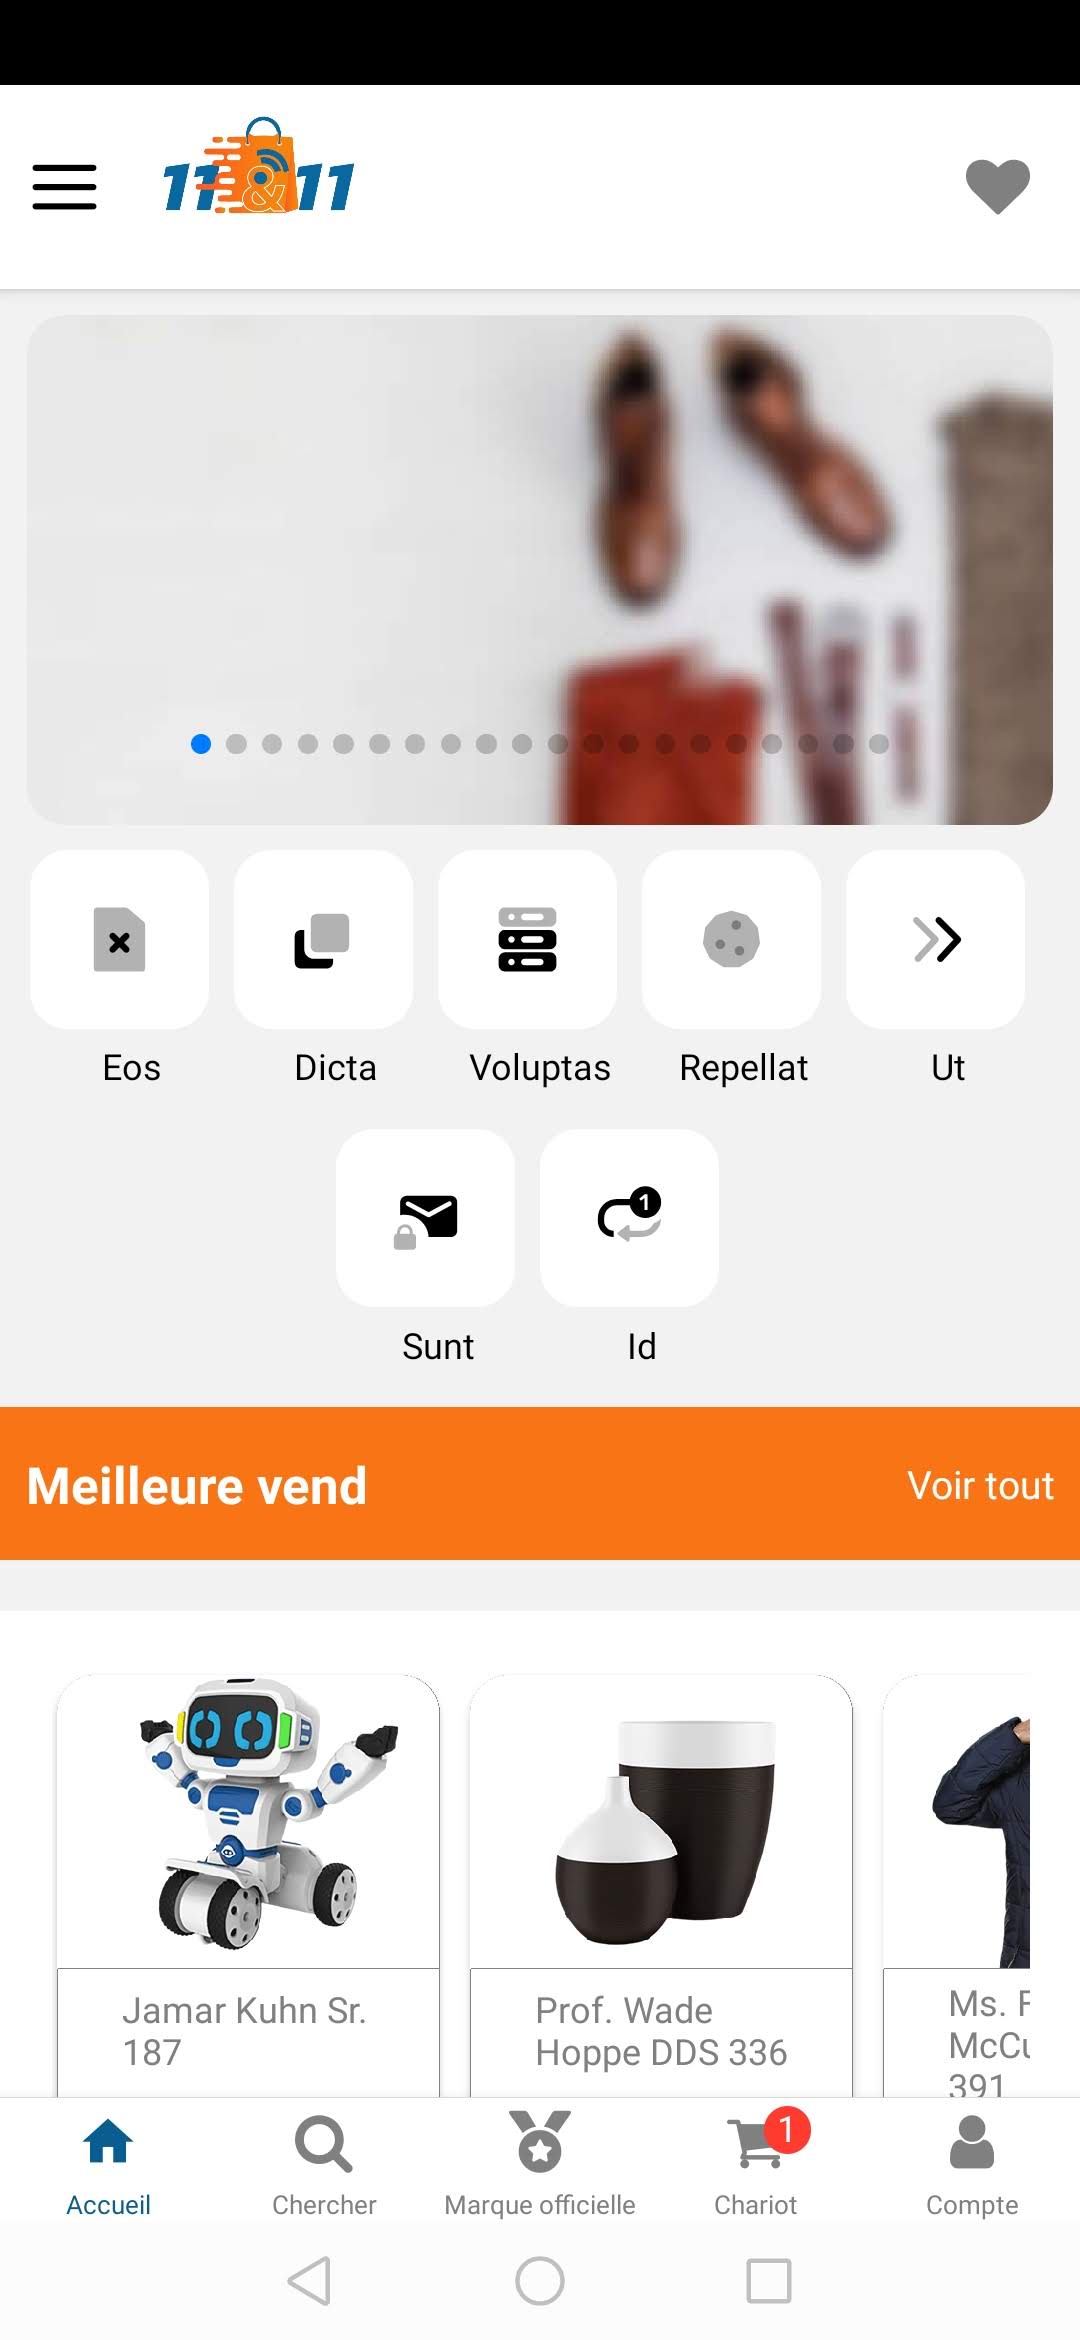 11&11
Eos
Dicta
Voluptas
Repellat
Ut
Sunt
1
Id
Meilleure vend
Voir tout
Jamar Kuhn Sr.
187
Prof. Wade
Hoppe DDS 336
Ms.
391
1
Accueil
Chercher
Marque officielle
Chariot
Compte